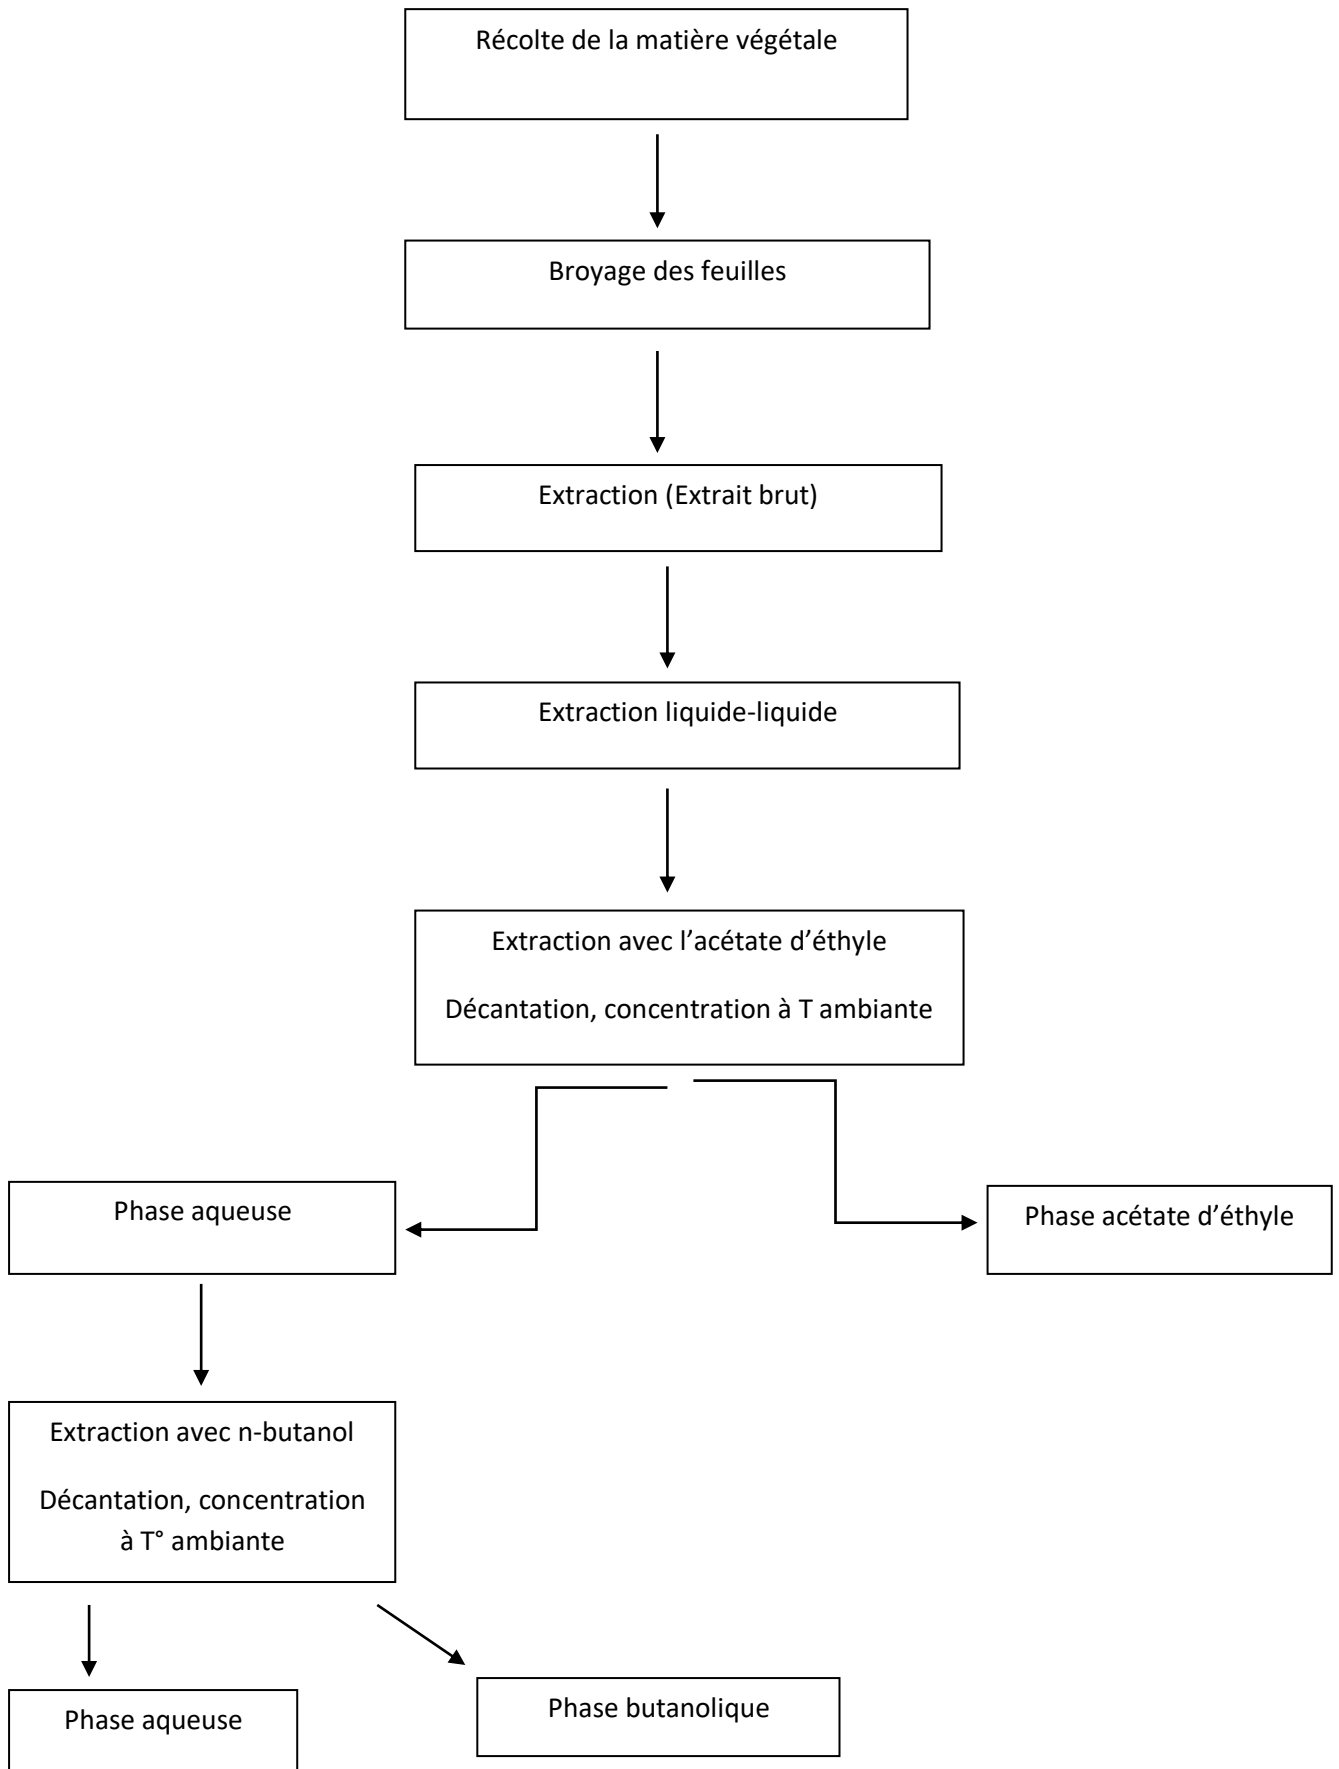 Récolte de la matière végétale
Broyage des feuilles
Extraction (Extrait brut)
Extraction liquide-liquide
Extraction avec l’acétate d’éthyle
Décantation, concentration à T ambiante
Phase aqueuse
Phase acétate d’éthyle
Extraction avec n-butanol
Décantation, concentration
à T° ambiante
Phase aqueuse
Phase butanolique